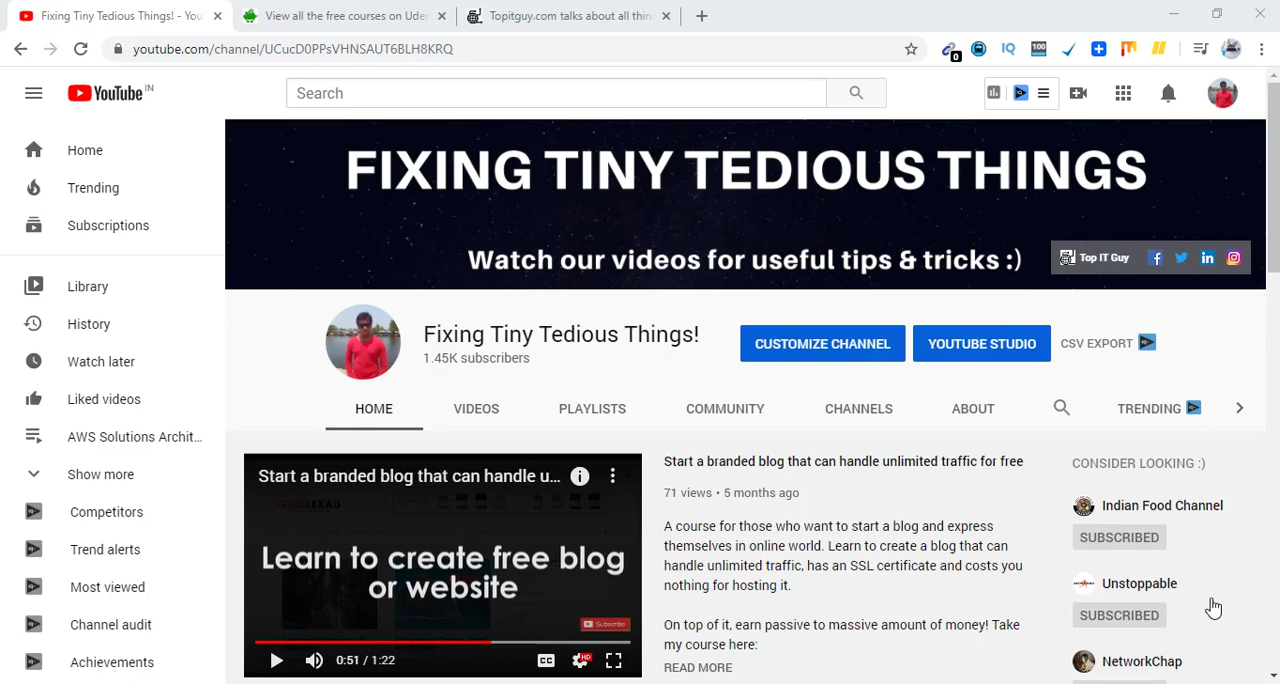 Fixing Tiny Tedious Things! - You
View all the free courses on Uder
Topitguy.com talks about all thin
youtube.com/channel/UCucD0PPsVHNSAUT6BLH8KRQ
0
IQ
100
YouTube IN
Search
Home
Trending
Subscriptions
Library
History
Watch later
Liked videos
AWS Solutions Archit...
Show more
Competitors
Trend alerts
Most viewed
Channel audit
Achievements
FIXING TINY TEDIOUS THINGS
Watch our videos for useful tips & tricks :)
Top IT Guy
Fixing Tiny Tedious Things!
1.45K subscribers
CUSTOMIZE CHANNEL
YOUTUBE STUDIO
CSV EXPORT
HOME
VIDEOS
PLAYLISTS
COMMUNITY
CHANNELS
ABOUT
TRENDING
Start a branded blog that can handle u...
Learn to create free blog
or website
Subscribe
0:51 / 1:22
CC
HD
Start a branded blog that can handle unlimited traffic for free
71 views • 5 months ago
A course for those who want to start a blog and express
themselves in online world. Learn to create a blog that can
handle unlimited traffic, has an SSL certificate and costs you
nothing for hosting it.
On top of it, earn passive to massive amount of money! Take
my course here:
READ MORE
CONSIDER LOOKING :)
Indian Food Channel
SUBSCRIBED
Unstoppable
SUBSCRIBED
NetworkChap